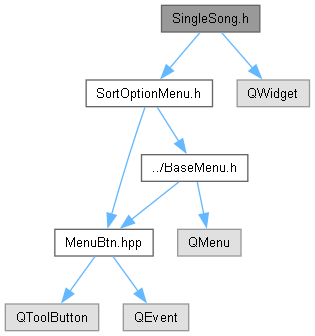 SingleSong.h
SortOptionMenu.h
QWidget
../BaseMenu.h
MenuBtn.hpp
QMenu
QToolButton
QEvent